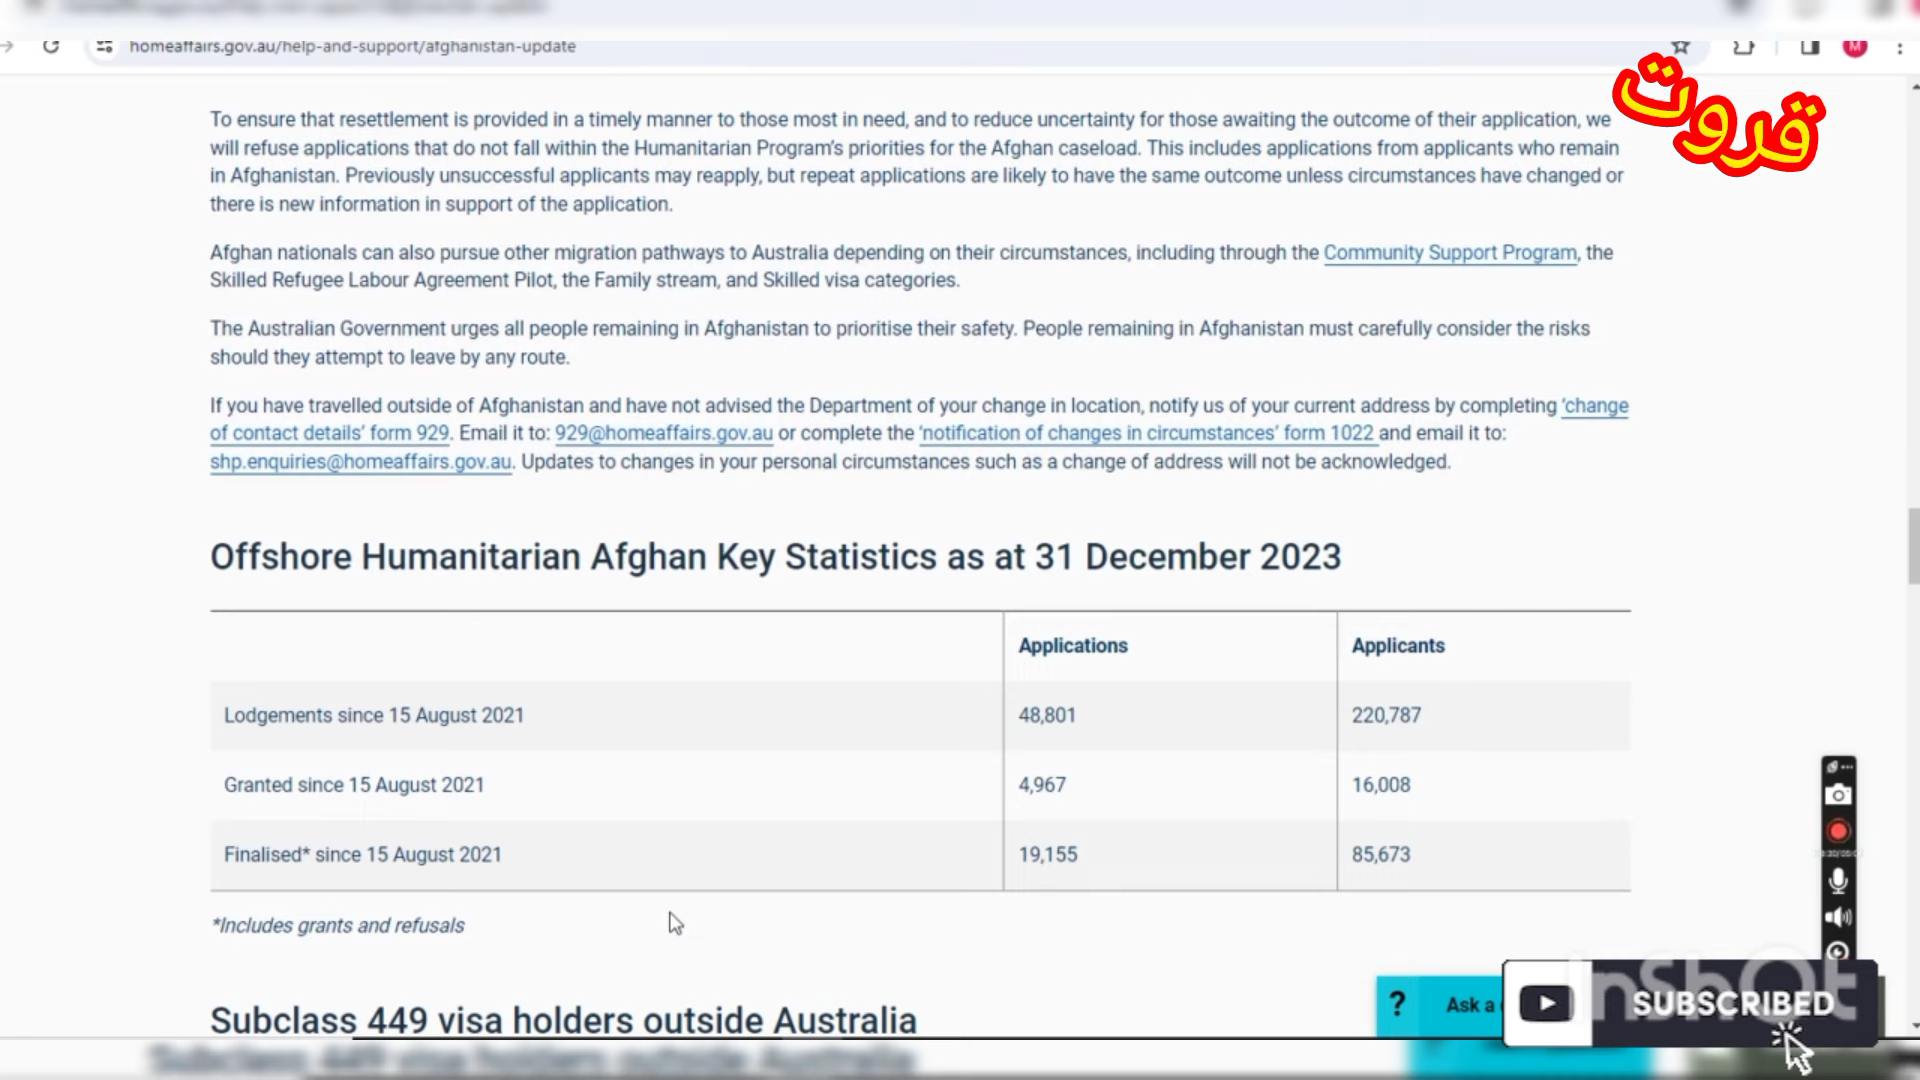 homeaffairs.gov.au/help-and-support/afghanistan-update
M
قروت
To ensure that resettlement is provided in a timely manner to those most in need, and to reduce uncertainty for those awaiting the outcome of their application, we
will refuse applications that do not fall within the Humanitarian Program's priorities for the Afghan caseload. This includes applications from applicants who remain
in Afghanistan. Previously unsuccessful applicants may reapply, but repeat applications are likely to have the same outcome unless circumstances have changed or
there is new information in support of the application.
Afghan nationals can also pursue other migration pathways to Australia depending on their circumstances, including through the Community Support Program, the
Skilled Refugee Labour Agreement Pilot, the Family stream, and Skilled visa categories.
The Australian Government urges all people remaining in Afghanistan to prioritise their safety. People remaining in Afghanistan must carefully consider the risks
should they attempt to leave by any route.
If you have travelled outside of Afghanistan and have not advised the Department of your change in location, notify us of your current address by completing 'change
of contact details' form 929. Email it to: 929@homeaffairs.gov.au or complete the 'notification of changes in circumstances' form 1022 and email it to:
shp.enquiries@homeaffairs.gov.au. Updates to changes in your personal circumstances such as a change of address will not be acknowledged.
Offshore Humanitarian Afghan Key Statistics as at 31 December 2023
Applications Applicants
Lodgements since 15 August 2021 48,801 220,787
Granted since 15 August 2021 4,967 16,008
Finalised* since 15 August 2021 19,155 85,673
*Includes grants and refusals
Subclass 449 visa holders outside Australia
? Ask a
InShOt
SUBSCRIBED
Subclass 449 visa holders outside Australia